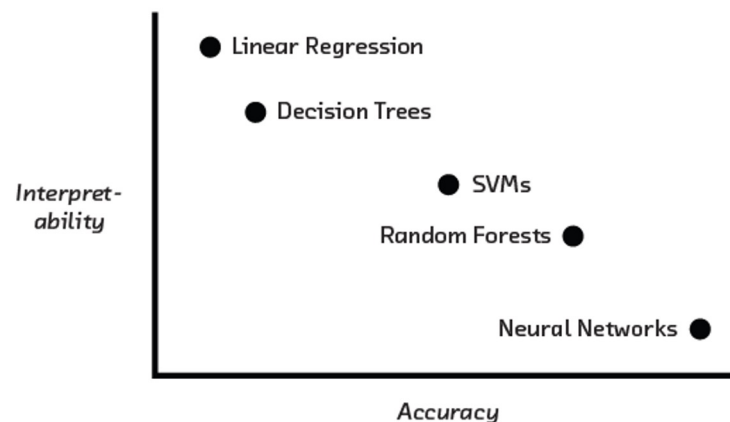 Linear Regression
Decision Trees
SVMs
Interpret-
ability
Random Forests
Neural Networks
Accuracy